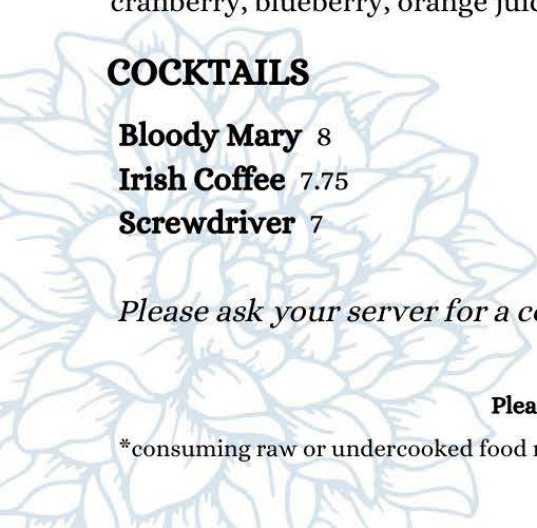 cranberry, blueberry, orange
COCKTAILS
Bloody Mary 8
Irish Coffee 7.75
Screwdriver 7
Please ask your server for a
Plea
*consuming raw or undercooked food